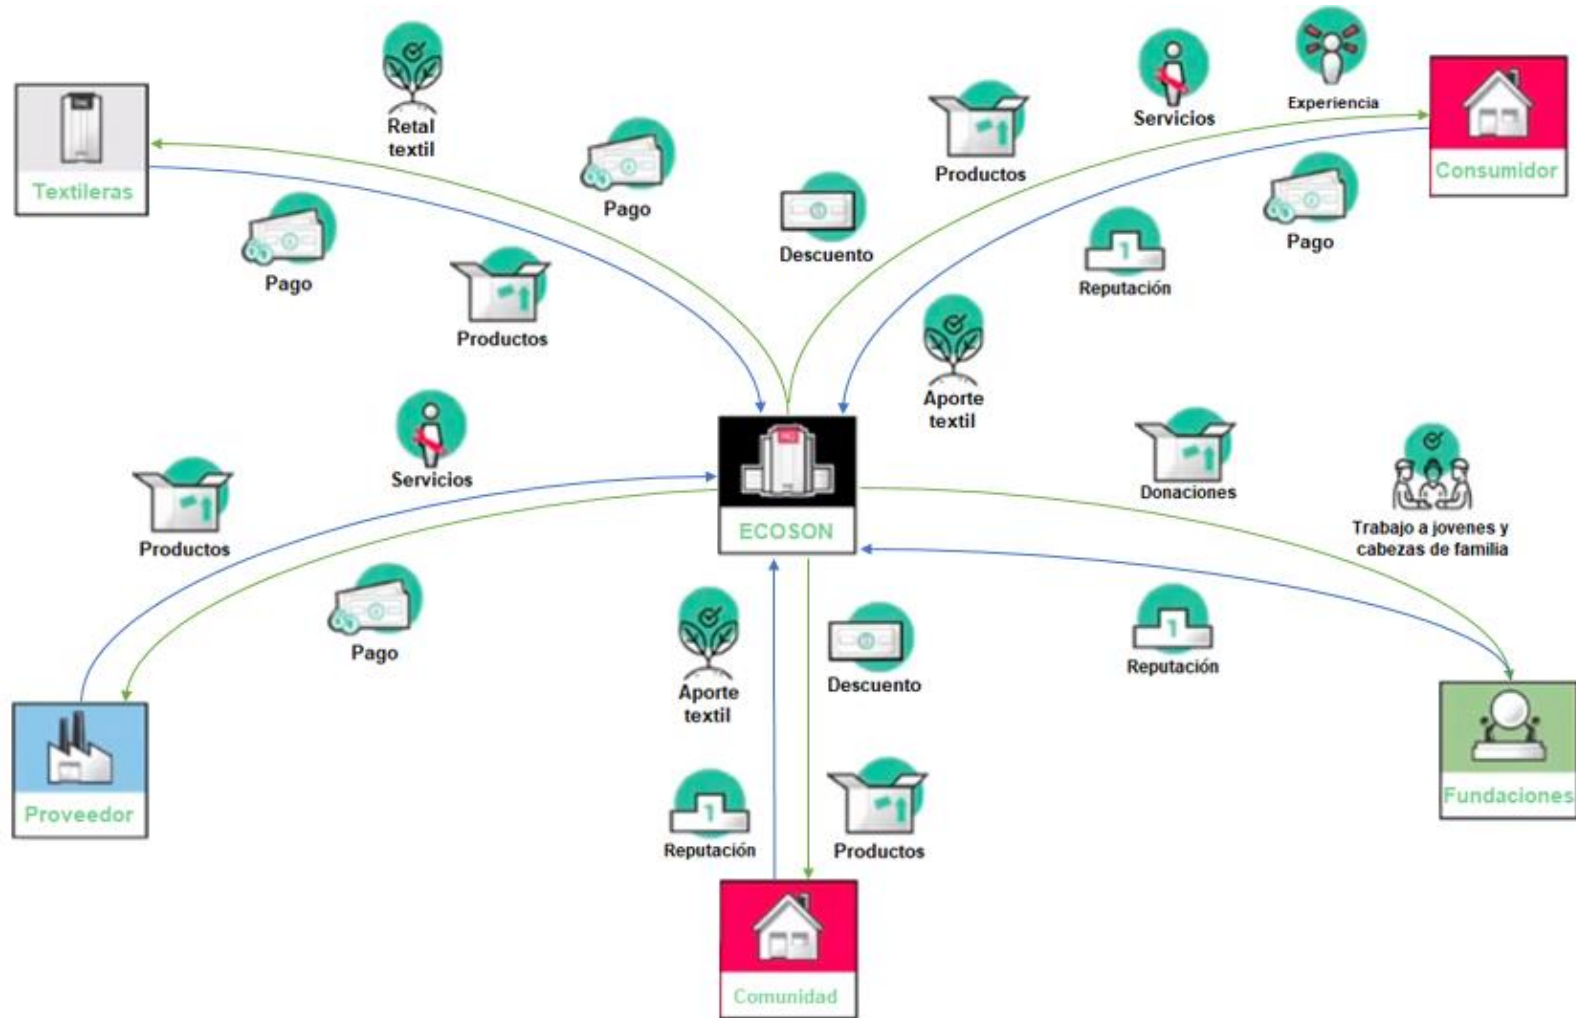 Experiencia
Servicios
Retal
textil
Productos
Consumidor
Textileras
Pago
Pago
Descuento
Pago
Pago
Reputación
Productos
Aporte
textil
Servicios
Donaciones
Trabajo a jovenes y
cabezas de familia
ECOSON
Productos
Pago
Reputación
Aporte
textil
Descuento
Fundaciones
Proveedor
Reputación
Productos
Comunidad